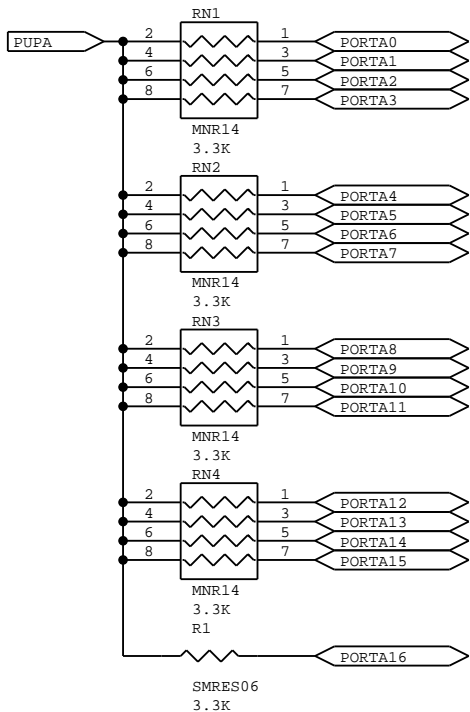 RN1
PUPA 2 1 PORTA0
4 3 PORTA1
6 5 PORTA2
8 7 PORTA3
MNR14
3.3K
RN2
2 1 PORTA4
4 3 PORTA5
6 5 PORTA6
8 7 PORTA7
MNR14
3.3K
RN3
2 1 PORTA8
4 3 PORTA9
6 5 PORTA10
8 7 PORTA11
MNR14
3.3K
RN4
2 1 PORTA12
4 3 PORTA13
6 5 PORTA14
8 7 PORTA15
MNR14
3.3K
R1
PORTA16
SMRES06
3.3K